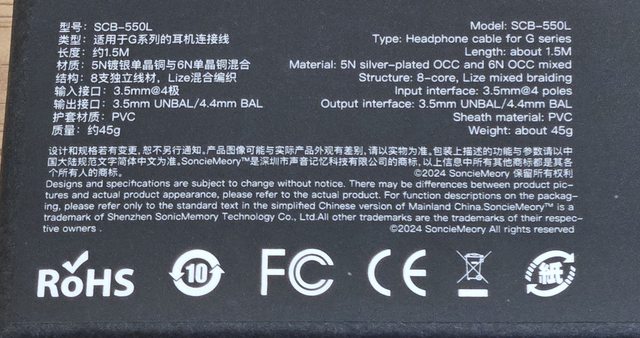 型号：SCB-550L
类型：适用于G系列的耳机连接线
长度：约1.5M
材质：5N镀银单晶铜与6N单晶铜混合
结构：8支独立线材，Lize混合编织
输入接口：3.5mm@4极
输出接口：3.5mm UNBAL/4.4mm BAL
护套材质：PVC
质量：约45g
Model: SCB-550L
Type: Headphone cable for G series
Length: about 1.5M
Material: 5N silver-plated OCC and 6N OCC mixed
Structure: 8-core, Lize mixed braiding
Input interface: 3.5mm@4 poles
Output interface: 3.5mm UNBAL/4.4mm BAL
Sheath material: PVC
Weight: about 45g
设计和规格若有变更，恕不另行通知。产品图像可能与实际产品外观有差别，请以实物为准。包装上描述的功能与参数请以中
国大陆规范文字简体中文为准。SoncieMeory™是深圳市声音记忆科技有限公司的商标，以上信息中所有其他商标都是其各
个所有人的商标。
©2024 SoncieMeory 保留所有权利
Designs and specifications are subject to change without notice. There may be differences between product pic-
tures and actual product appearance, please refer to the actual product. For function descriptions on the packag-
ing, please refer only to the standard text in the simplified Chinese version of Mainland China.SoncieMeory™ is a
trademark of Shenzhen SonicMemory Technology Co., Ltd.All other trademarks are the trademarks of their respec-
tive owners .
©2024 SoncieMeory All rights reserved
RoHS
10
FC
CE
紙